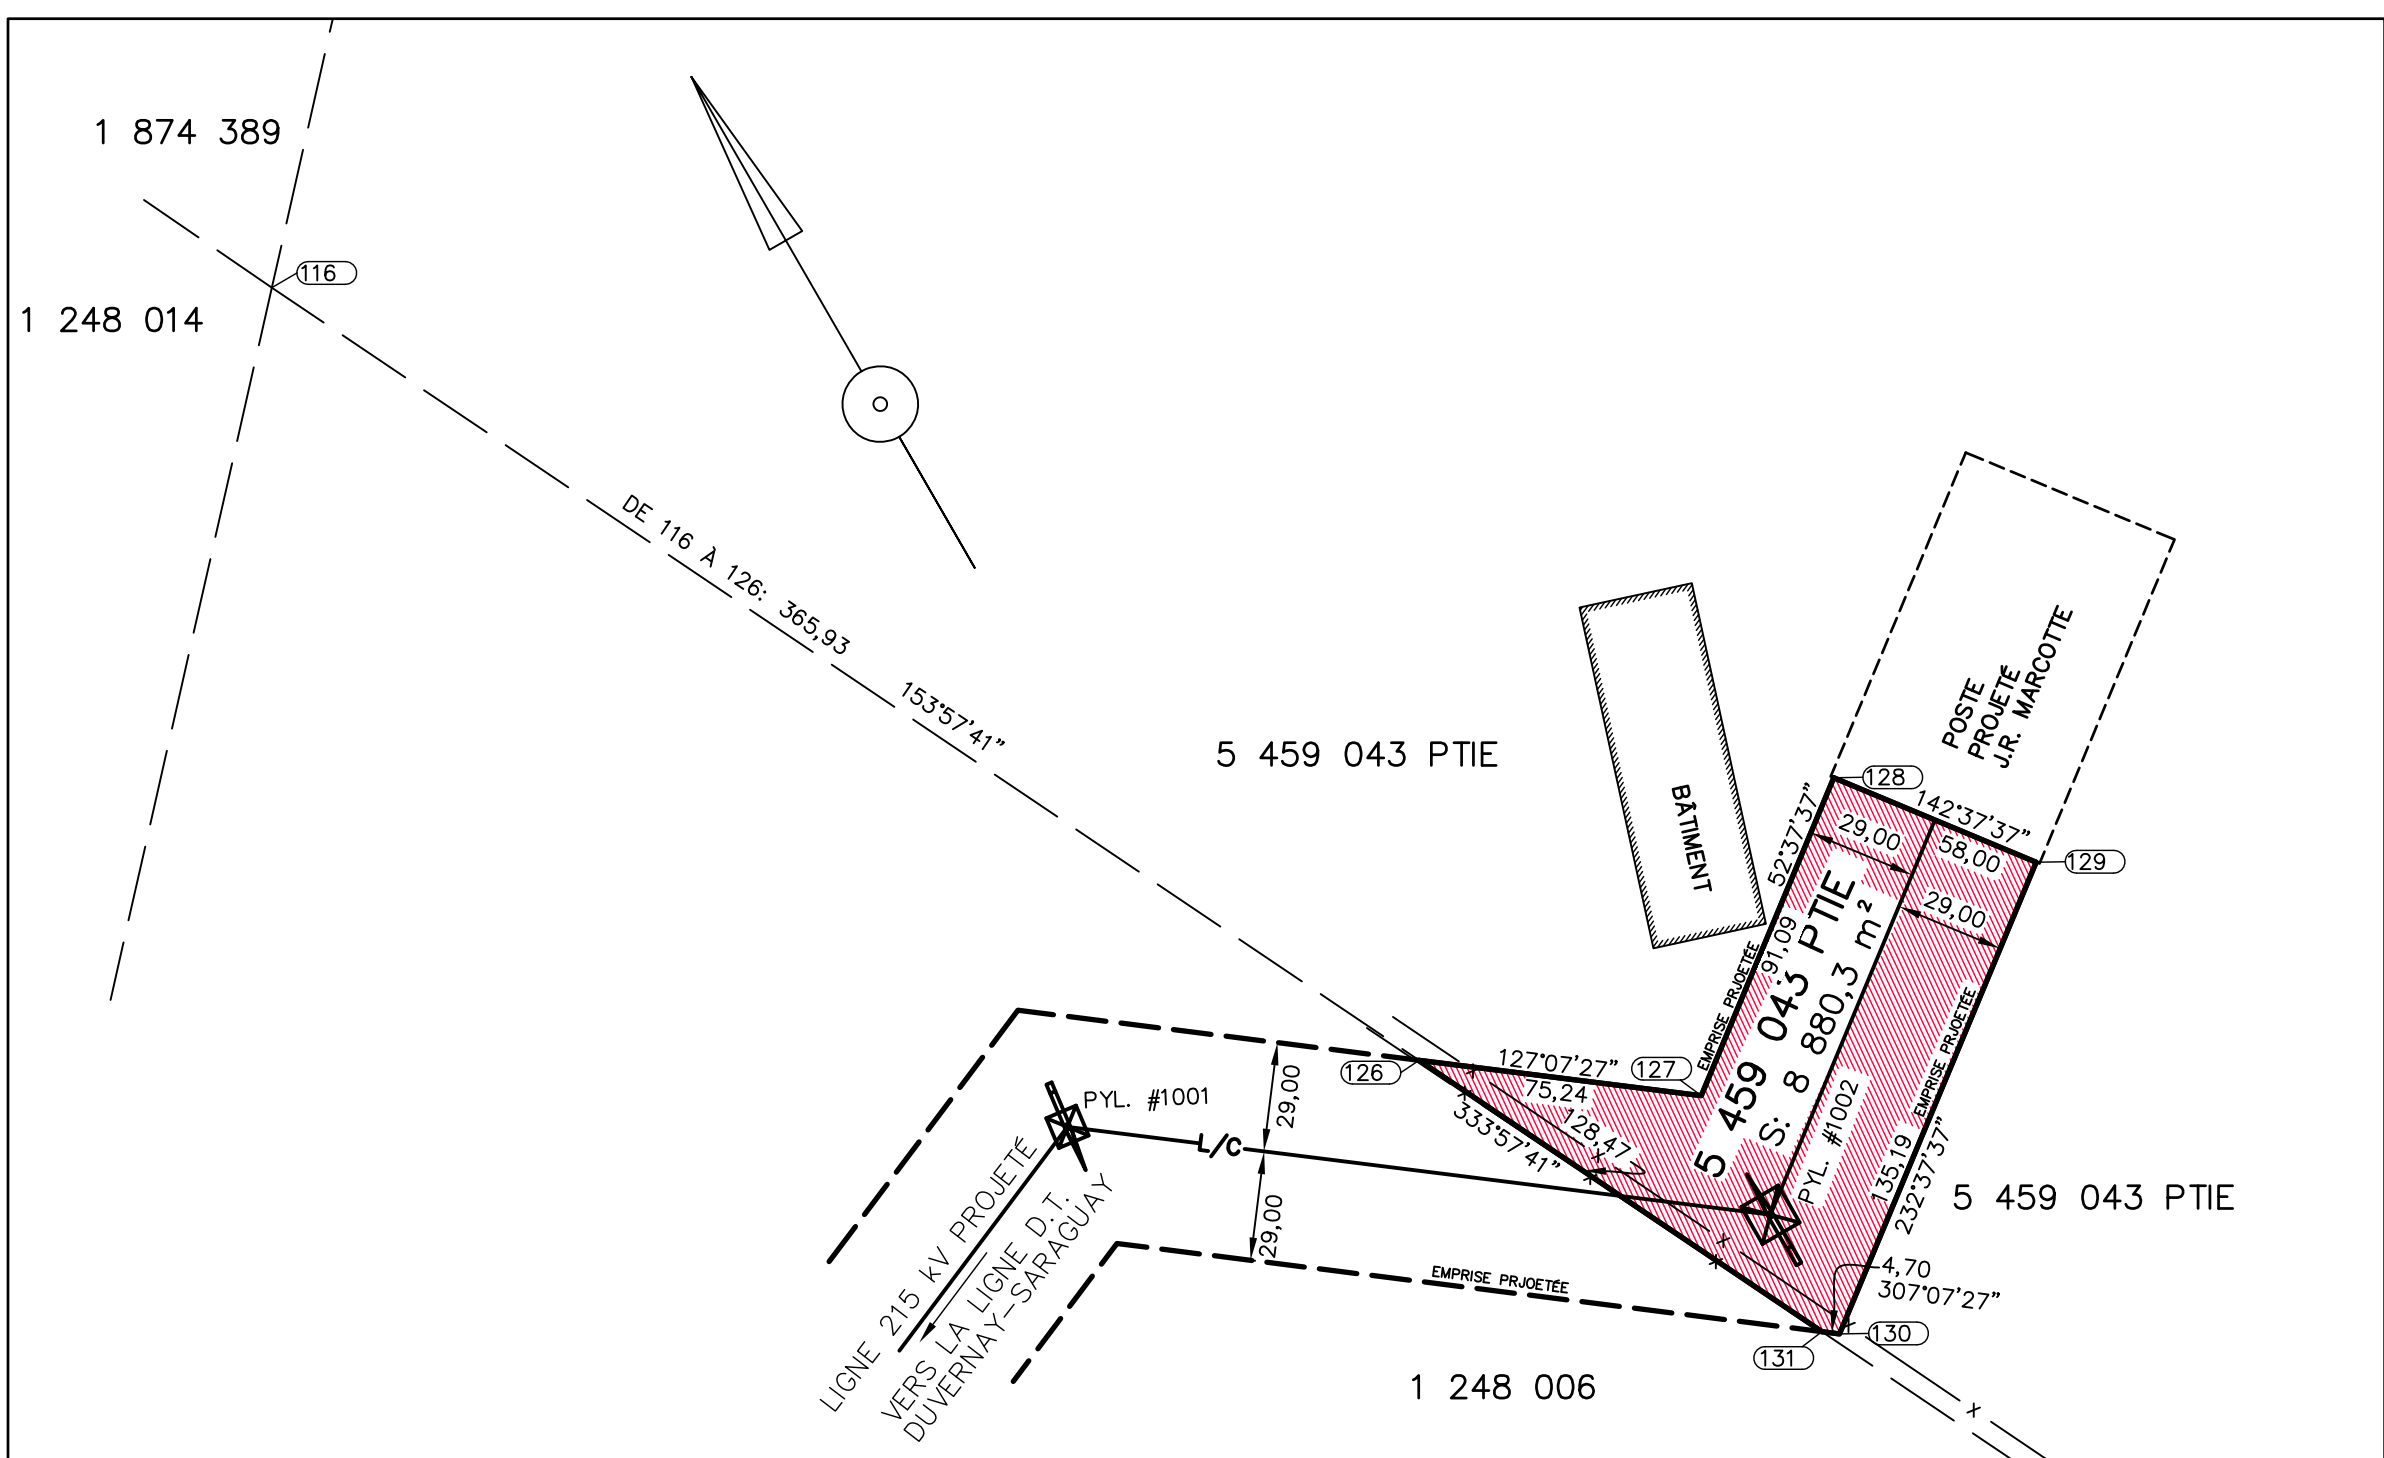 1 874 389
116
1 248 014
DE 116 À 126: 365,93
153°57'41"
5 459 043 PTIE
BÂTIMENT
POSTE
PROJETÉ
J.R. MARCOTTE
128
142°37'37"
52°37'37"
29,00
58,00
129
29,00
91,09
EMPRISE PRJOETÉE
5 459 043 PTIE
S: 8 880,3 m²
EMPRISE PRJOETÉE
126
127°07'27"
127
75,24
128,47
333°57'41"
PYL. #1001
29,00
L/C
29,00
PYL. #1002
135,19
232°37'37"
5 459 043 PTIE
4,70
307°07'27"
EMPRISE PRJOETÉE
130
131
LIGNE 215 kV PROJETÉ
VERS LA LIGNE D.T.
DUVERNAY-SARAGUAY
1 248 006